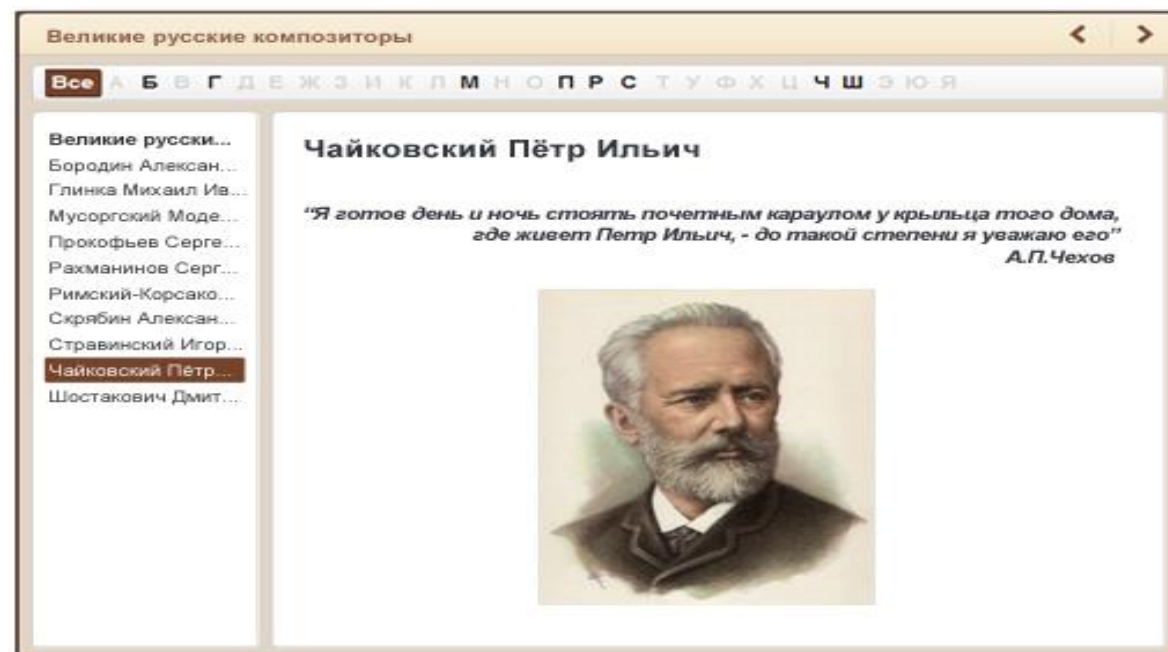 Великие русские композиторы
Все А Б В Г Д Е Ж З И К Л М Н О П Р С Т У Ф Х Ц Ч Ш Э Ю Я
Великие русски...
Бородин Алексан...
Глинка Михаил Ив...
Мусоргский Моде...
Прокофьев Серге...
Рахманинов Серг...
Римский-Корсако...
Скрябин Алексан...
Стравинский Игор...
Чайковский Пётр...
Шостакович Дмит...
Чайковский Пётр Ильич
“Я готов день и ночь стоять почетным караулом у крыльца того дома,
где живет Петр Ильич, - до такой степени я уважаю его”
А.П.Чехов